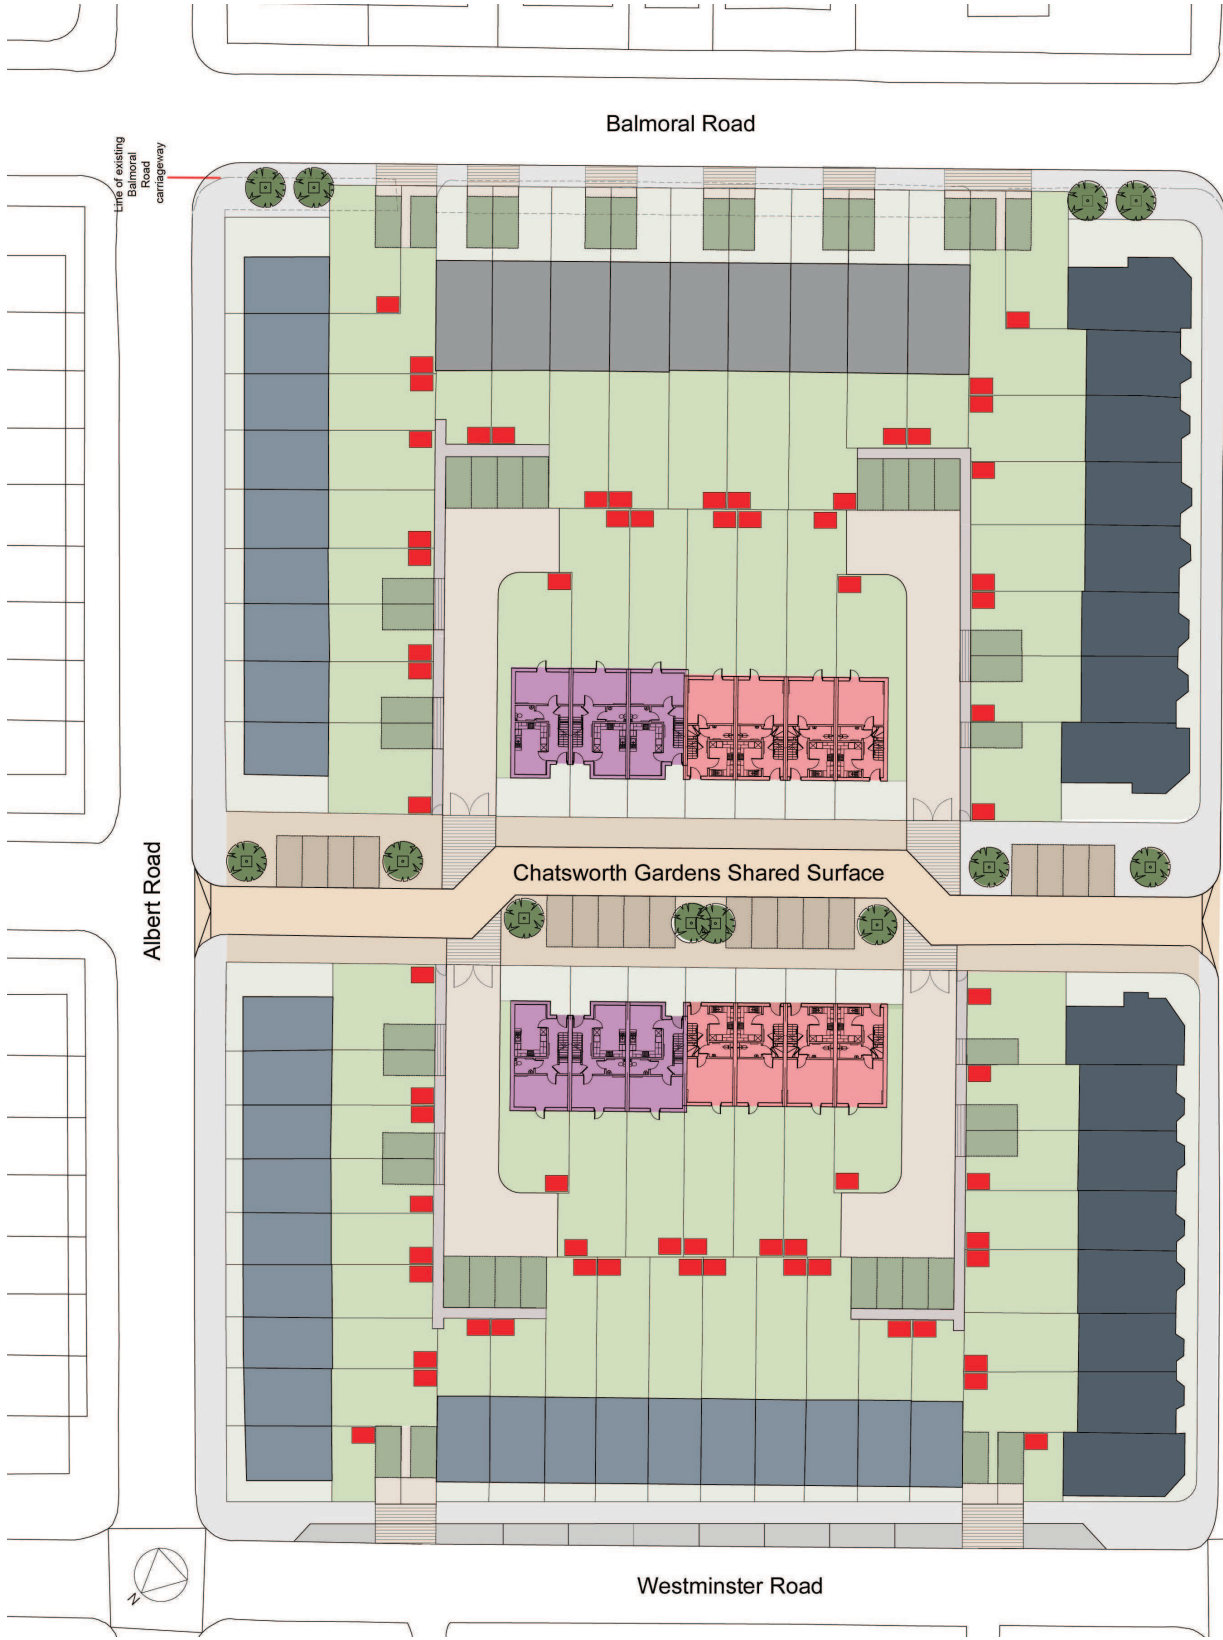 Balmoral Road
Line of existing
Balmoral
Road
carriageway
Chatsworth Gardens Shared Surface
Albert Road
N
Westminster Road